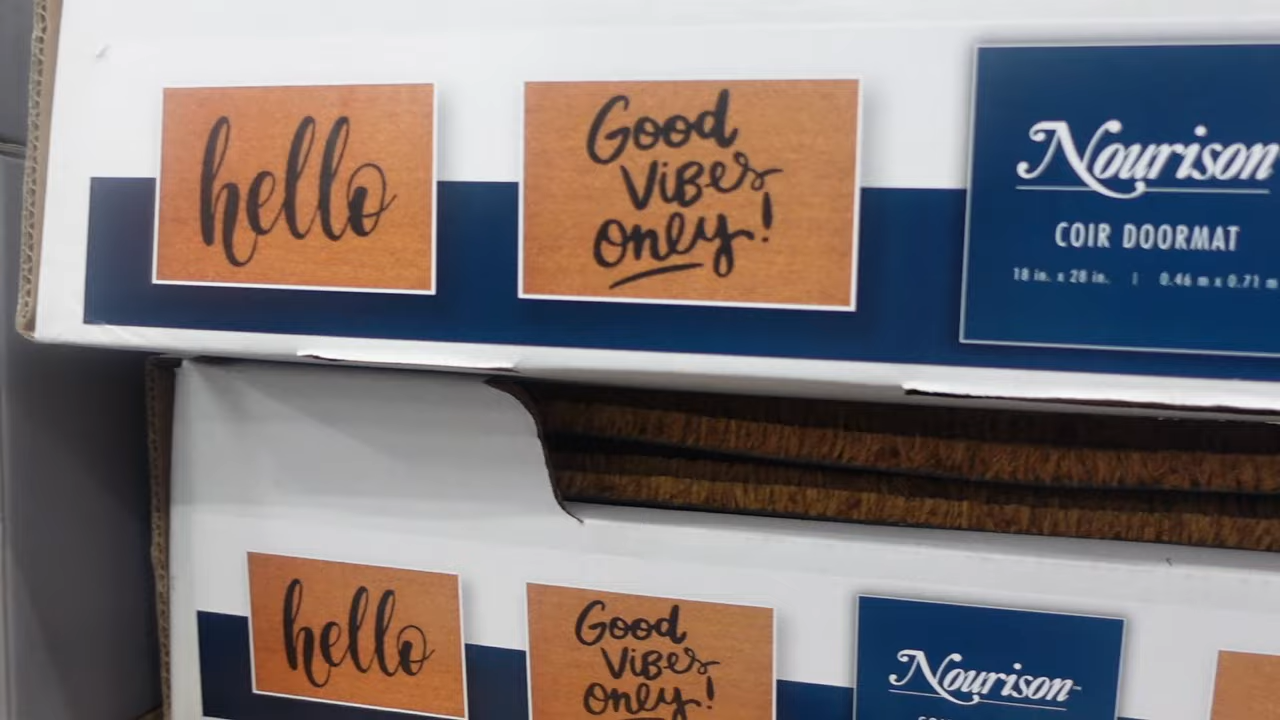 hello
Good
ViBes
only!
Nourison
COIR DOORMAT
18 in. x 28 in. | 0.46 m x 0.71 m
hello
Good
ViBes
only!
Nourison